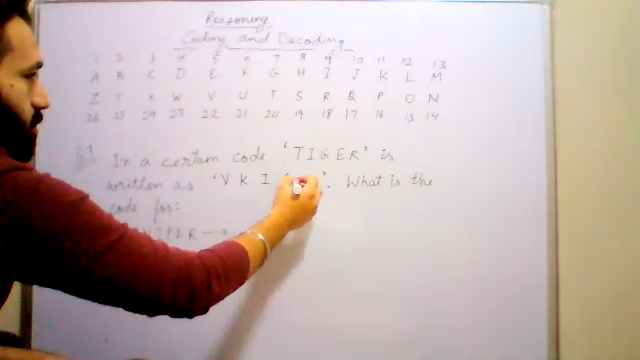 Reasoning
Coding and Decoding
1 2 3 4 5 6 7 8 9 10 11 12 13
A B C D E F G H I J K L M
Z Y X W V U T S R Q P O N
26 25 24 23 22 21 20 19 18 17 16 15 14
In a certain code 'TIGER' is
written as 'V K I '. What is the
code for: